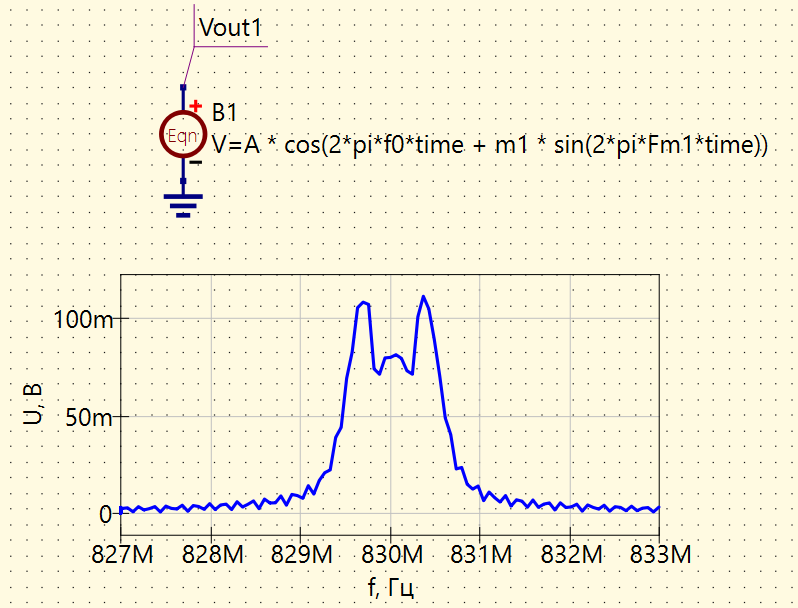 Vout1
B1
Eqn
V=A * cos(2*pi*f0*time + m1 * sin(2*pi*Fm1*time))
100m
50m
0
U, В
827M 828M 829M 830M 831M 832M 833M
f, Гц